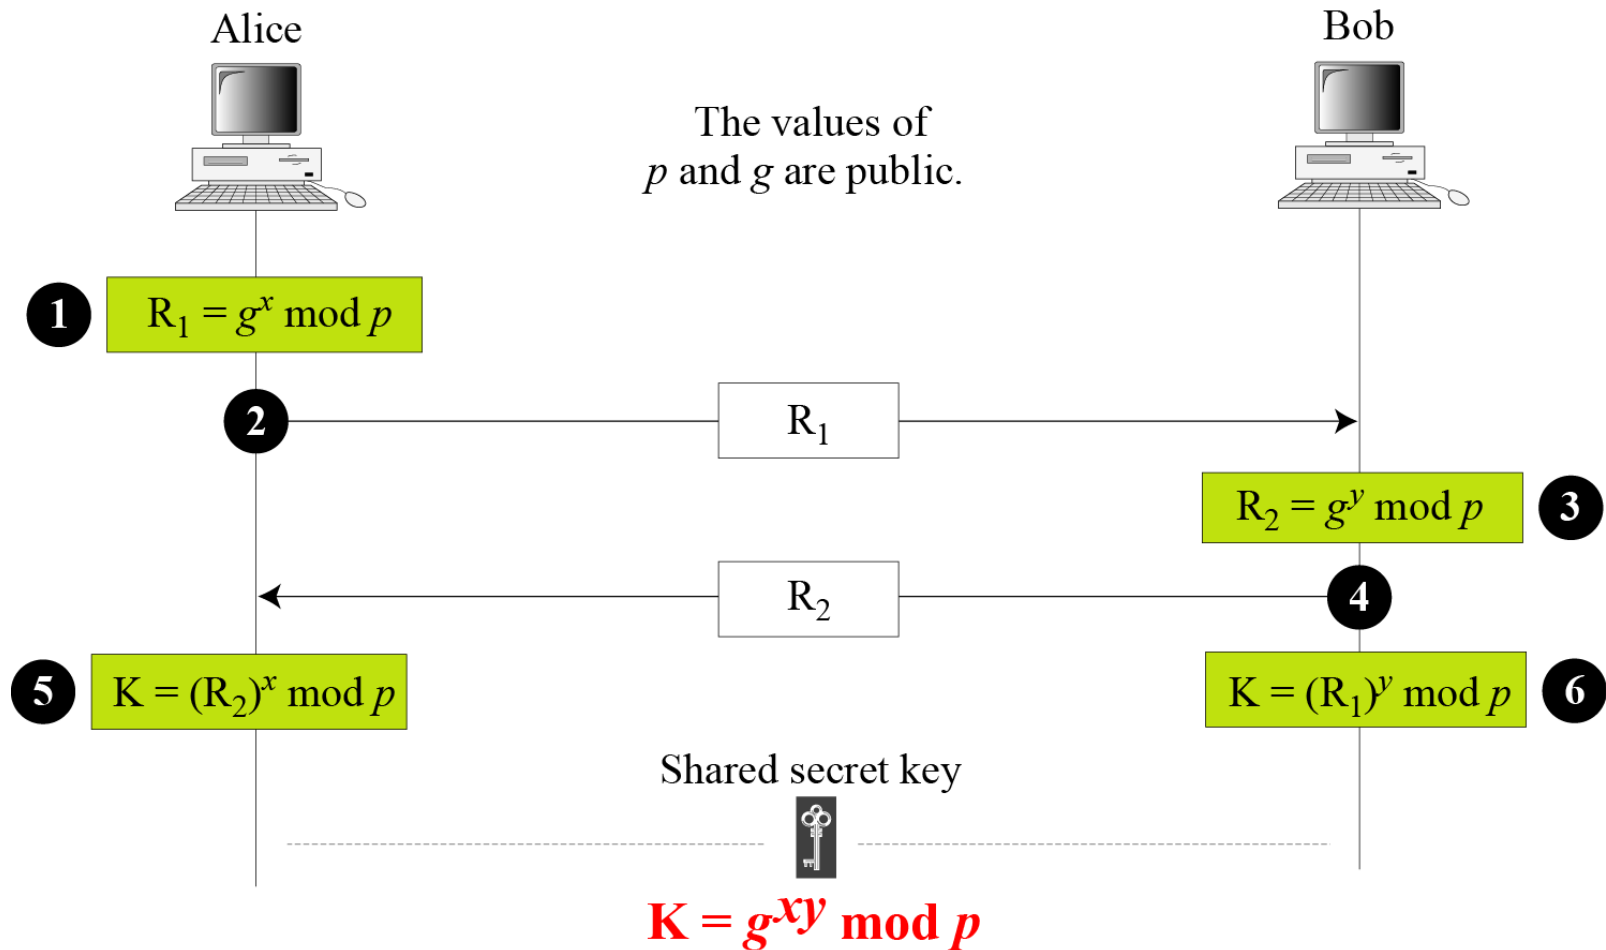 Alice
Bob
The values of
p and g are public.
1
R₁ = gˣ mod p
2
R₁
R₂ = gʸ mod p
3
R₂
4
5
K = (R₂)ˣ mod p
K = (R₁)ʸ mod p
6
Shared secret key
K = gˣʸ mod p